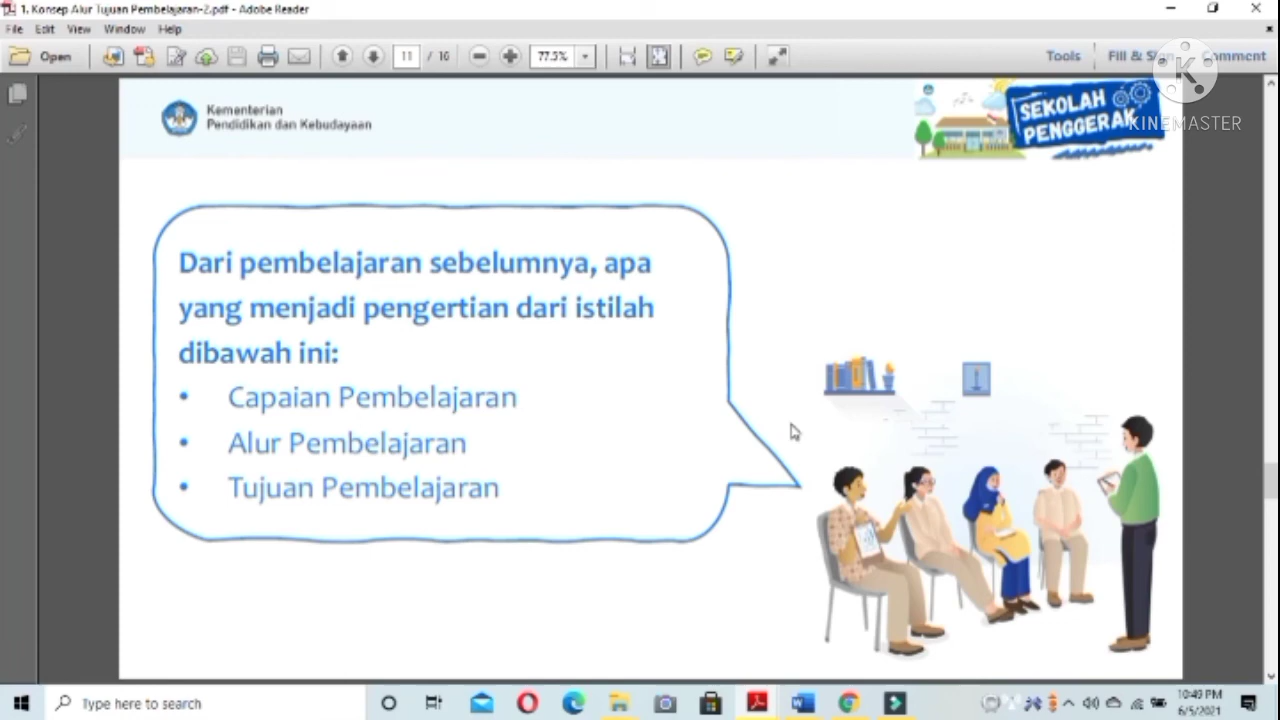 1. Konsep Alur Tujuan Pembelajaran-2.pdf - Adobe Reader
File Edit View Window Help
Open 11 / 16 77.5% Tools Fill & Sign Comment
Kementerian
Pendidikan dan Kebudayaan
SEKOLAH
PENGGERAK
K
KINEMASTER
Dari pembelajaran sebelumnya, apa
yang menjadi pengertian dari istilah
dibawah ini:
• Capaian Pembelajaran
• Alur Pembelajaran
• Tujuan Pembelajaran
Type here to search
10:49 PM
6/5/2021